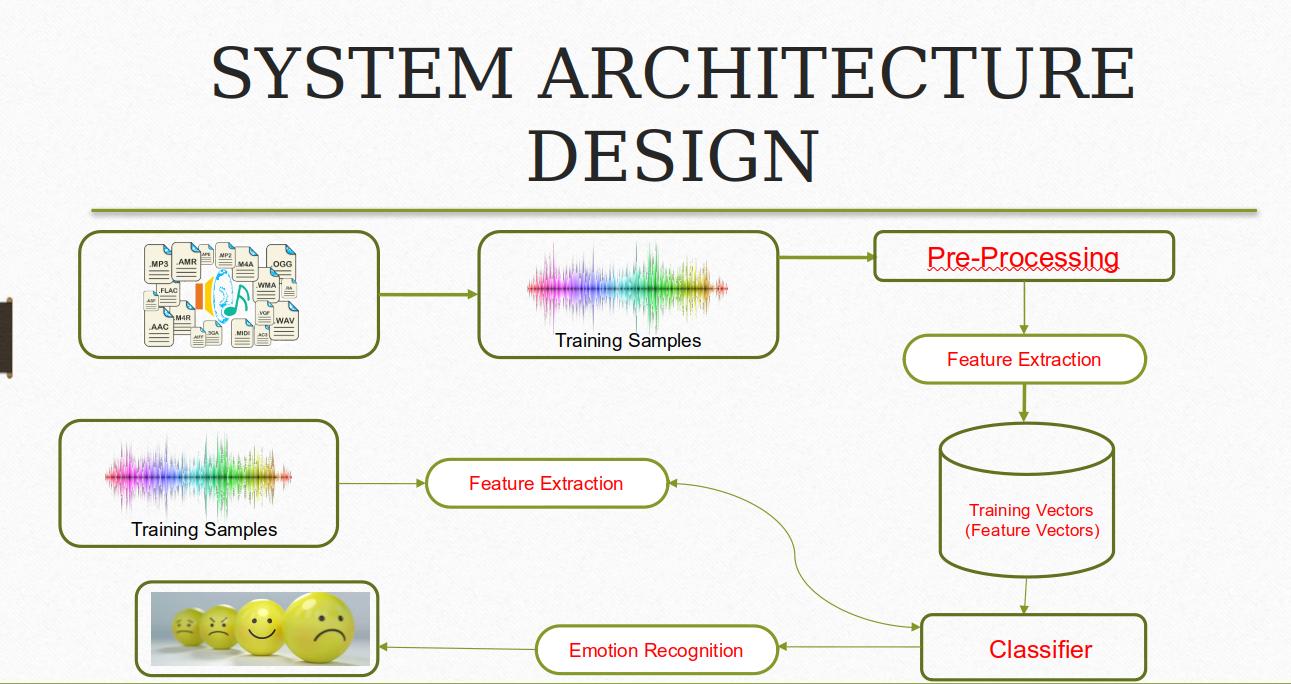 SYSTEM ARCHITECTURE
DESIGN
.MP3
.AMR
.APE
.MP2
.M4A
.OGG
.FLAC
.WMA
.RA
.ASF
.M4R
.VQF
.WAV
.AAC
.3GA
.MIDI
.AC3
Training Samples
Pre-Processing
Feature Extraction
Training Samples
Feature Extraction
Training Vectors
(Feature Vectors)
Emotion Recognition
Classifier